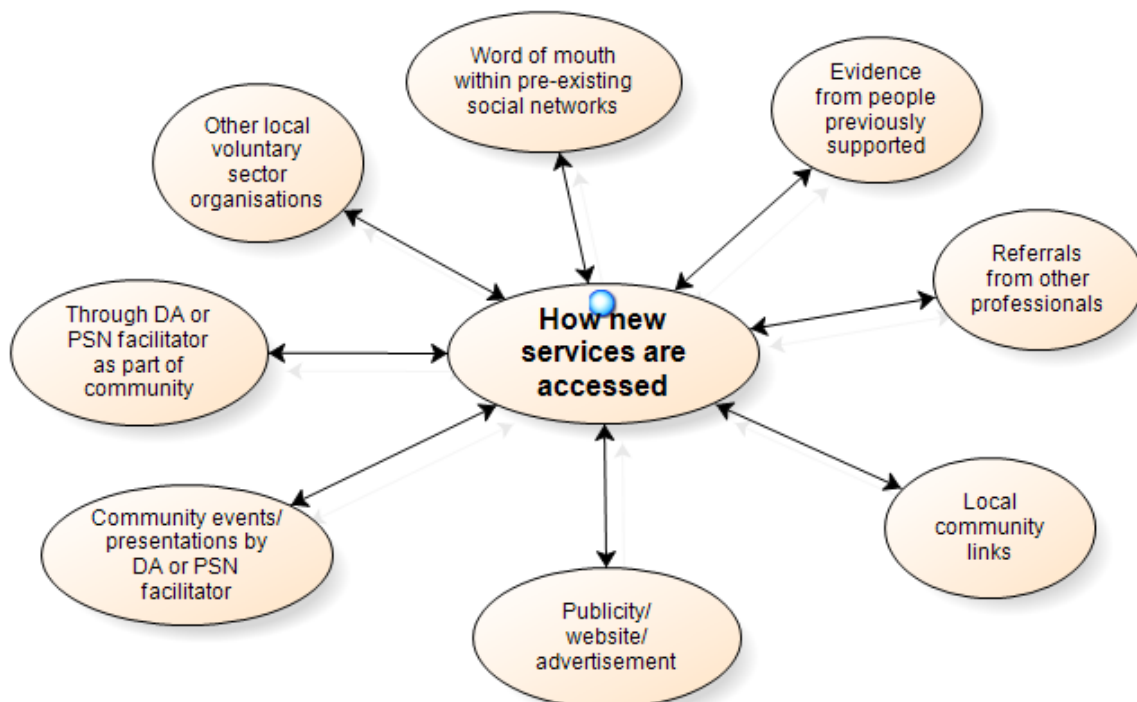 Word of mouth
within pre-existing
social networks
Evidence
from people
previously
supported
Other local
voluntary
sector
organisations
Referrals
from other
professionals
Through DA or
PSN facilitator
as part of
community
How new
services are
accessed
Community events/
presentations by
DA or PSN
facilitator
Local
community
links
Publicity/
website/
advertisement